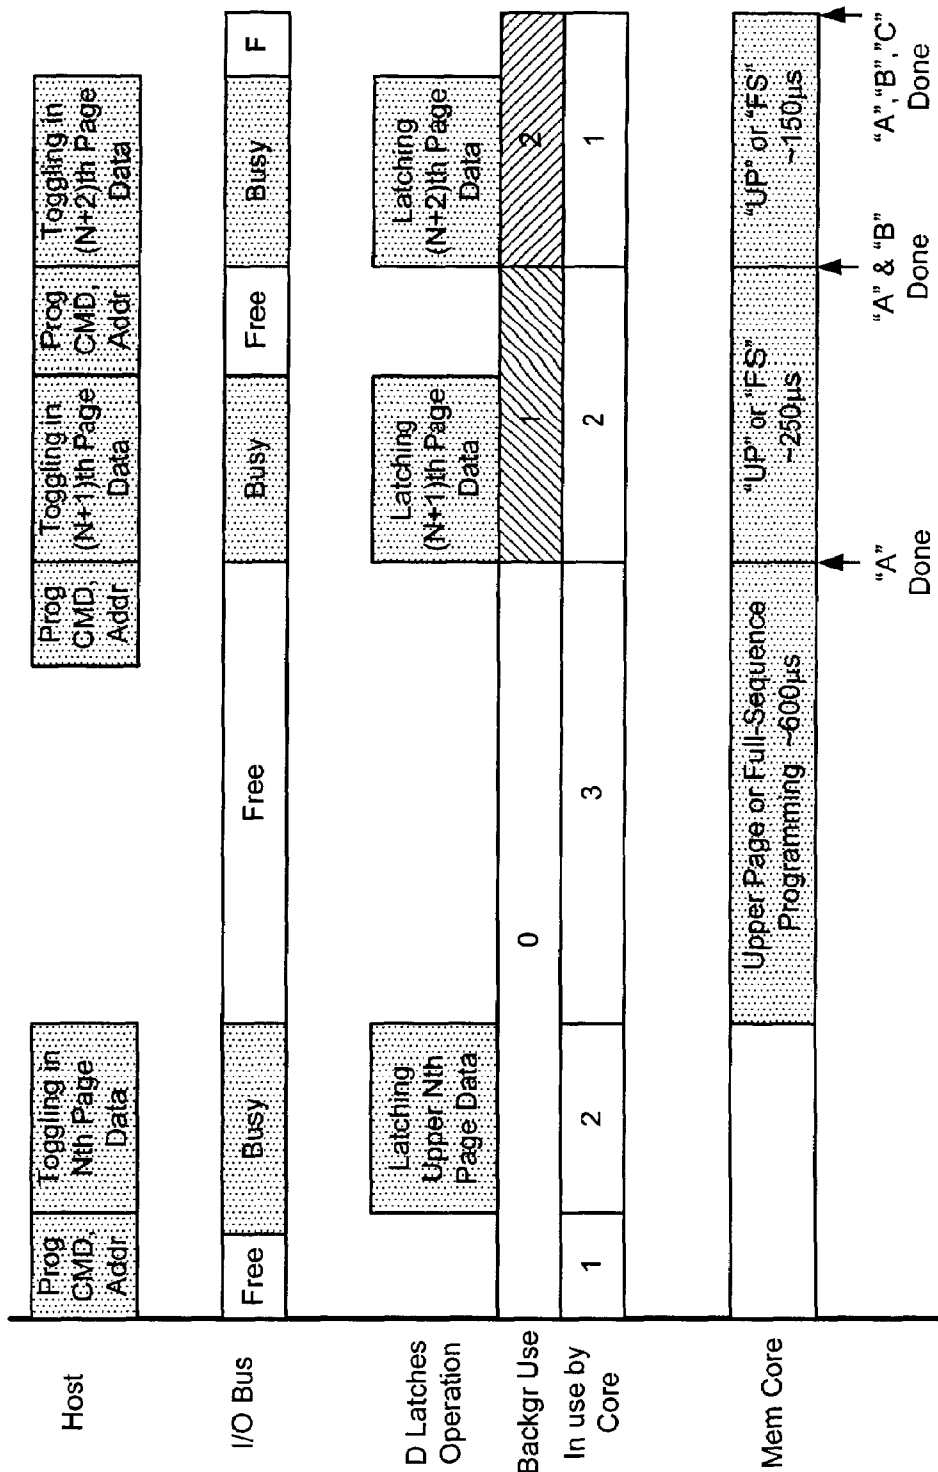 Host
Prog
CMD,
Addr
Toggling in
Nth Page
Data
Prog
CMD,
Addr
Toggling in
(N+1)th Page
Data
Prog
CMD,
Addr
Toggling in
(N+2)th Page
Data
I/O Bus
Free
Busy
Free
Busy
Free
Busy
F
D Latches
Operation
Latching
Upper Nth
Page Data
Latching
(N+1)th Page
Data
Latching
(N+2)th Page
Data
Backgr Use
0
1
2
In use by
Core
1
2
3
2
1
Mem Core
Upper Page or Full-Sequence
Programming ~600µs
"UP" or "FS"
~250µs
"UP" or "FS"
~150µs
"A"
Done
"A" & "B"
Done
"A", "B", "C"
Done